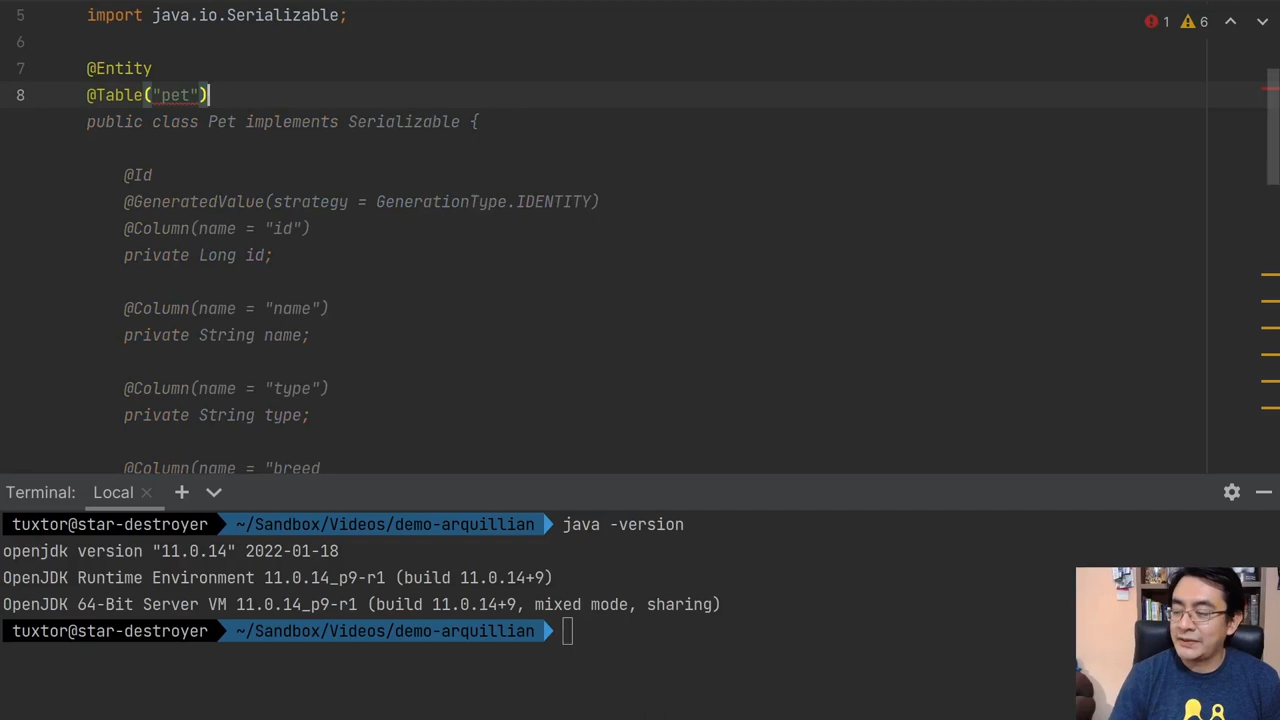 5 import java.io.Serializable;
6
7 @Entity
8 @Table("pet")
public class Pet implements Serializable {
@Id
@GeneratedValue(strategy = GenerationType.IDENTITY)
@Column(name = "id")
private Long id;
@Column(name = "name")
private String name;
@Column(name = "type")
private String type;
@Column(name = "breed
1 6
Terminal: Local
tuxtor@star-destroyer ~/Sandbox/Videos/demo-arquillian java -version
openjdk version "11.0.14" 2022-01-18
OpenJDK Runtime Environment 11.0.14_p9-r1 (build 11.0.14+9)
OpenJDK 64-Bit Server VM 11.0.14_p9-r1 (build 11.0.14+9, mixed mode, sharing)
tuxtor@star-destroyer ~/Sandbox/Videos/demo-arquillian